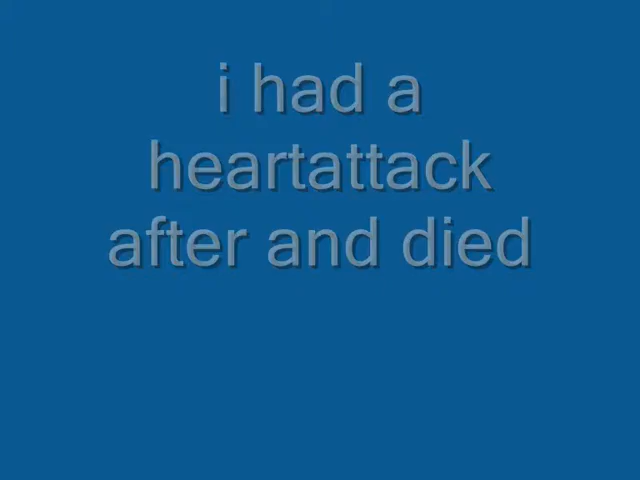 i had a
heartattack
after and died